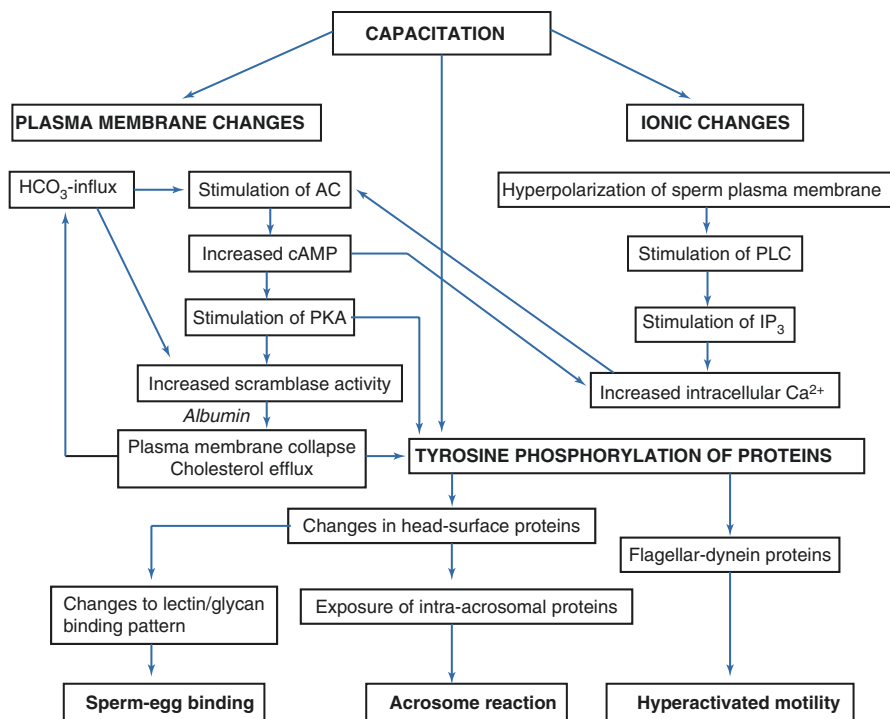 CAPACITATION
PLASMA MEMBRANE CHANGES
IONIC CHANGES
HCO₃-influx
Stimulation of AC
Hyperpolarization of sperm plasma membrane
Increased cAMP
Stimulation of PLC
Stimulation of PKA
Stimulation of IP₃
Increased scramblase activity
Increased intracellular Ca²⁺
Albumin
Plasma membrane collapse
Cholesterol efflux
TYROSINE PHOSPHORYLATION OF PROTEINS
Changes in head-surface proteins
Flagellar-dynein proteins
Changes to lectin/glycan
binding pattern
Exposure of intra-acrosomal proteins
Sperm-egg binding
Acrosome reaction
Hyperactivated motility